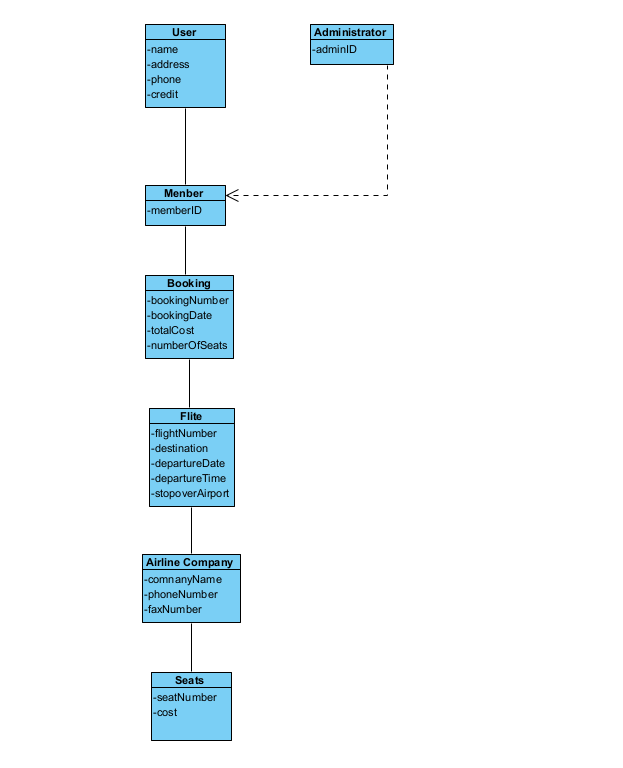 User
-name
-address
-phone
-credit
Administrator
-adminID
Menber
-memberID
Booking
-bookingNumber
-bookingDate
-totalCost
-numberOfSeats
Flite
-flightNumber
-destination
-departureDate
-departureTime
-stopoverAirport
Airline Company
-comnanyName
-phoneNumber
-faxNumber
Seats
-seatNumber
-cost